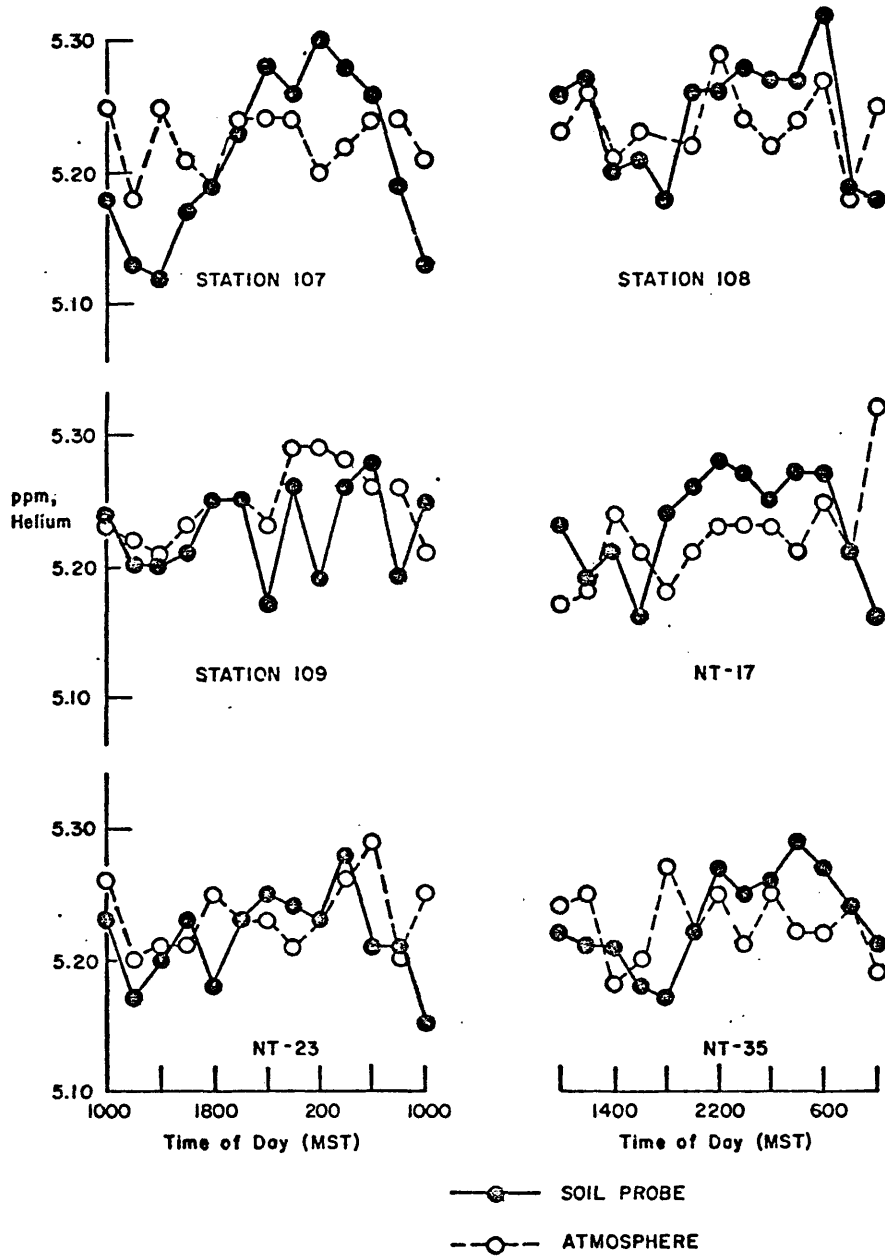 5.30
5.20
5.10
STATION 107
STATION 108
ppm,
Helium
5.30
5.20
5.10
STATION 109
NT-17
5.30
5.20
5.10
NT-23
NT-35
1000 1800 200 1000
1400 2200 600
Time of Day (MST)
Time of Day (MST)
SOIL PROBE
ATMOSPHERE